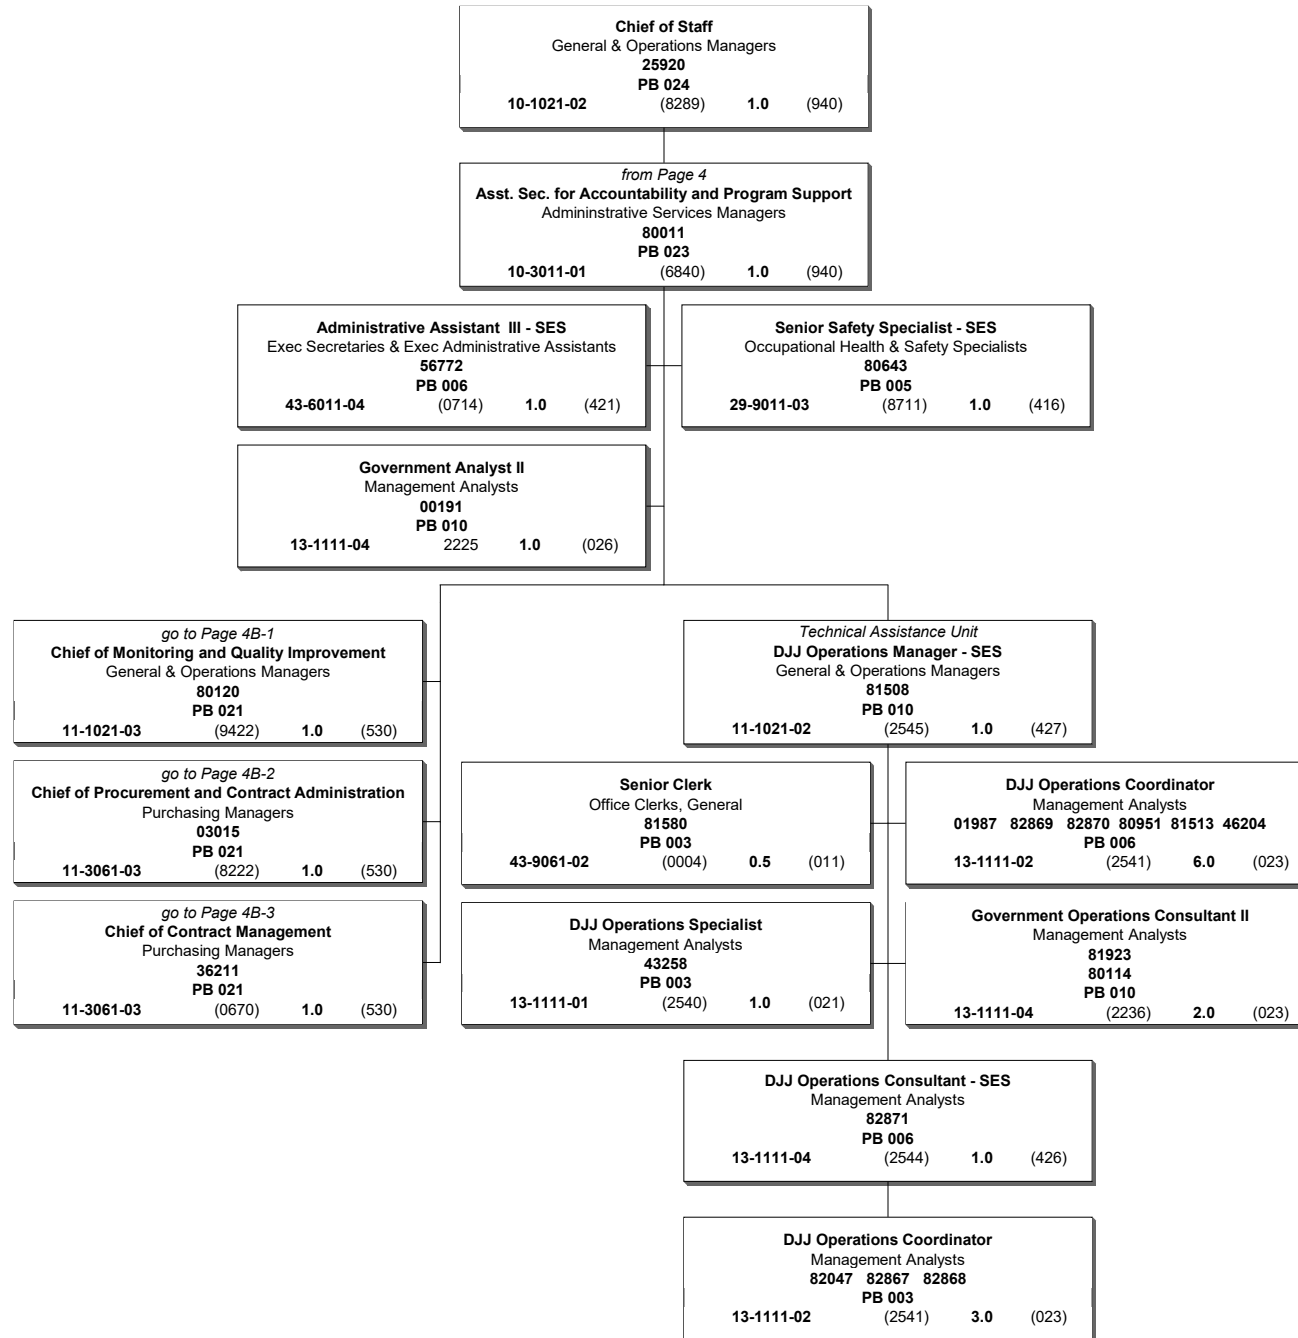 Chief of Staff
General & Operations Managers
25920
PB 024
10-1021-02 (8289) 1.0 (940)
from Page 4
Asst. Sec. for Accountability and Program Support
Admininstrative Services Managers
80011
PB 023
10-3011-01 (6840) 1.0 (940)
Administrative Assistant III - SES
Exec Secretaries & Exec Administrative Assistants
56772
PB 006
43-6011-04 (0714) 1.0 (421)
Senior Safety Specialist - SES
Occupational Health & Safety Specialists
80643
PB 005
29-9011-03 (8711) 1.0 (416)
Government Analyst II
Management Analysts
00191
PB 010
13-1111-04 2225 1.0 (026)
go to Page 4B-1
Chief of Monitoring and Quality Improvement
General & Operations Managers
80120
PB 021
11-1021-03 (9422) 1.0 (530)
Technical Assistance Unit
DJJ Operations Manager - SES
General & Operations Managers
81508
PB 010
11-1021-02 (2545) 1.0 (427)
go to Page 4B-2
Chief of Procurement and Contract Administration
Purchasing Managers
03015
PB 021
11-3061-03 (8222) 1.0 (530)
Senior Clerk
Office Clerks, General
81580
PB 003
43-9061-02 (0004) 0.5 (011)
DJJ Operations Coordinator
Management Analysts
01987 82869 82870 80951 81513 46204
PB 006
13-1111-02 (2541) 6.0 (023)
go to Page 4B-3
Chief of Contract Management
Purchasing Managers
36211
PB 021
11-3061-03 (0670) 1.0 (530)
DJJ Operations Specialist
Management Analysts
43258
PB 003
13-1111-01 (2540) 1.0 (021)
Government Operations Consultant II
Management Analysts
81923
80114
PB 010
13-1111-04 (2236) 2.0 (023)
DJJ Operations Consultant - SES
Management Analysts
82871
PB 006
13-1111-04 (2544) 1.0 (426)
DJJ Operations Coordinator
Management Analysts
82047 82867 82868
PB 003
13-1111-02 (2541) 3.0 (023)